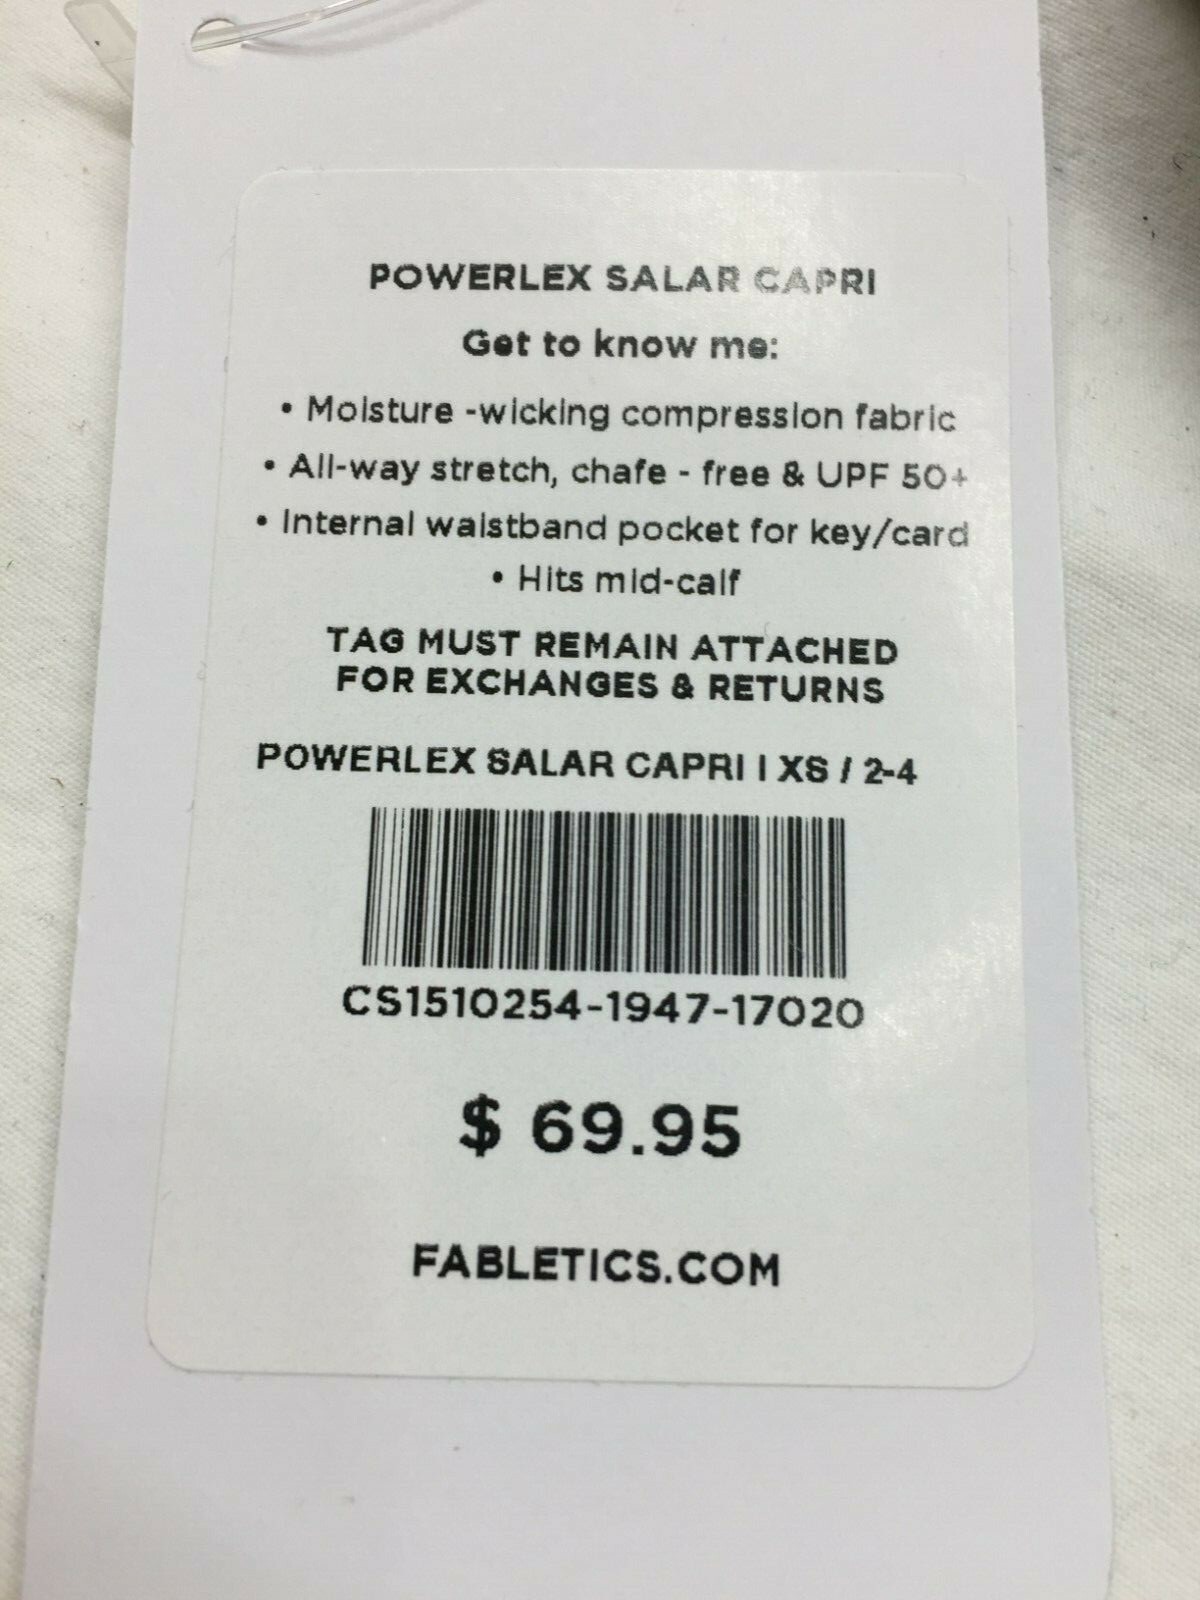 POWERLEX SALAR CAPRI
Get to know me:
• Moisture -wicking compression fabric
• All-way stretch, chafe - free & UPF 50+
• Internal waistband pocket for key/card
• Hits mid-calf
TAG MUST REMAIN ATTACHED
FOR EXCHANGES & RETURNS
POWERLEX SALAR CAPRI I XS / 2-4
CS1510254-1947-17020
$ 69.95
FABLETICS.COM